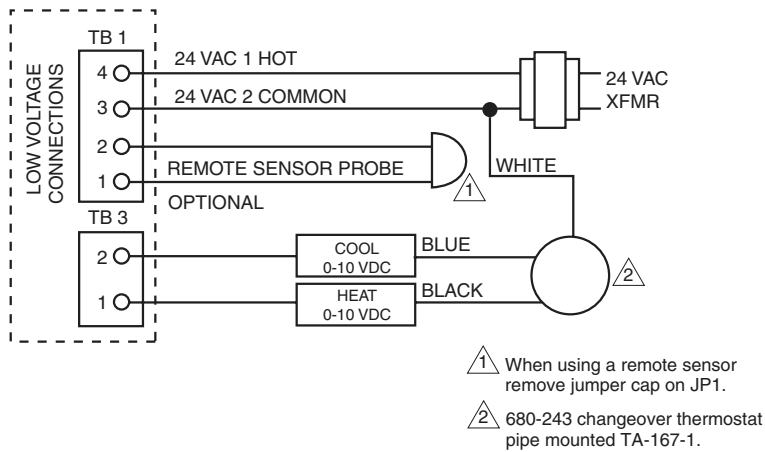 TB 1
LOW VOLTAGE
CONNECTIONS
4
24 VAC 1 HOT
24 VAC
XFMR
3
24 VAC 2 COMMON
2
1
REMOTE SENSOR PROBE
OPTIONAL
1
WHITE
TB 3
2
COOL
0-10 VDC
BLUE
2
1
HEAT
0-10 VDC
BLACK
1 When using a remote sensor
remove jumper cap on JP1.
2 680-243 changeover thermostat
pipe mounted TA-167-1.